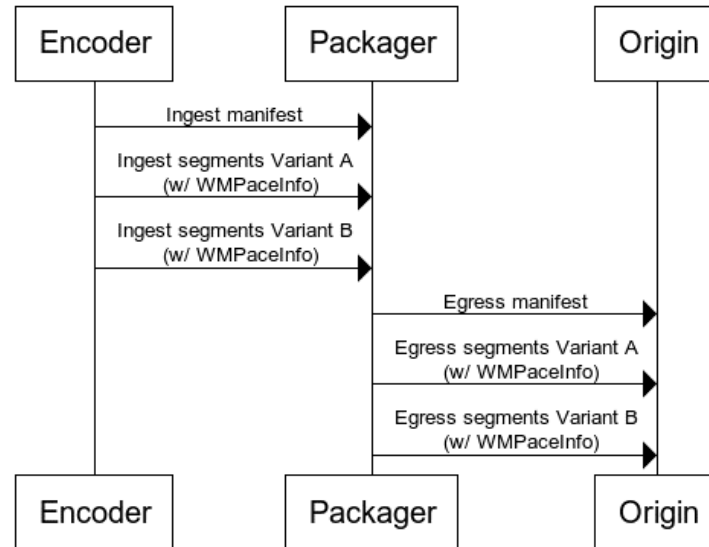 Encoder
Packager
Origin
Ingest manifest
Ingest segments Variant A
(w/ WMPaceInfo)
Ingest segments Variant B
(w/ WMPaceInfo)
Egress manifest
Egress segments Variant A
(w/ WMPaceInfo)
Egress segments Variant B
(w/ WMPaceInfo)
Encoder
Packager
Origin